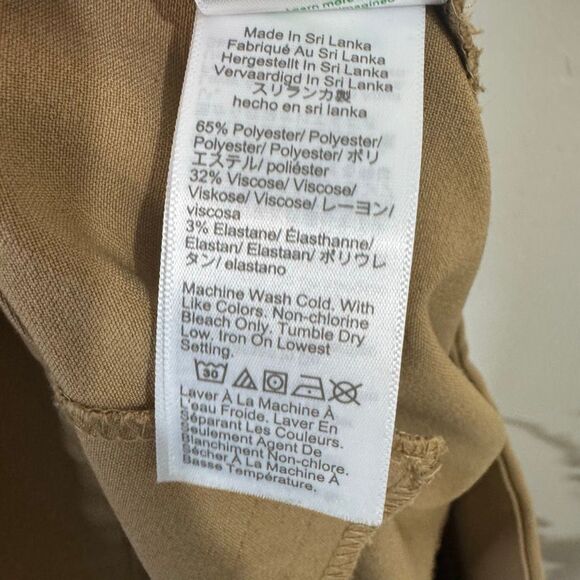 Learn more
Made In Sri Lanka
Fabriqué Au Sri Lanka
Hergestellt In Sri Lanka
Vervaardigd In Sri Lanka
スリランカ製
hecho en sri lanka
65% Polyester/ Polyester/
Polyester/ Polyester/ ポリ
エステル/ poliéster
32% Viscose/ Viscose/
Viskose/ Viscose/ レーヨン/
viscosa
3% Elastane/ Élasthanne/
Elastan/ Elastaan/ ポリウレ
タン/ elastano
Machine Wash Cold. With
Like Colors. Non-chlorine
Bleach Only. Tumble Dry
Low. Iron On Lowest
Setting.
30
Laver À La Machine À
L'eau Froide. Laver En
Séparant Les Couleurs.
Seulement Agent De
Blanchiment Non-chlore.
Sécher À La Machine À
Basse Température.